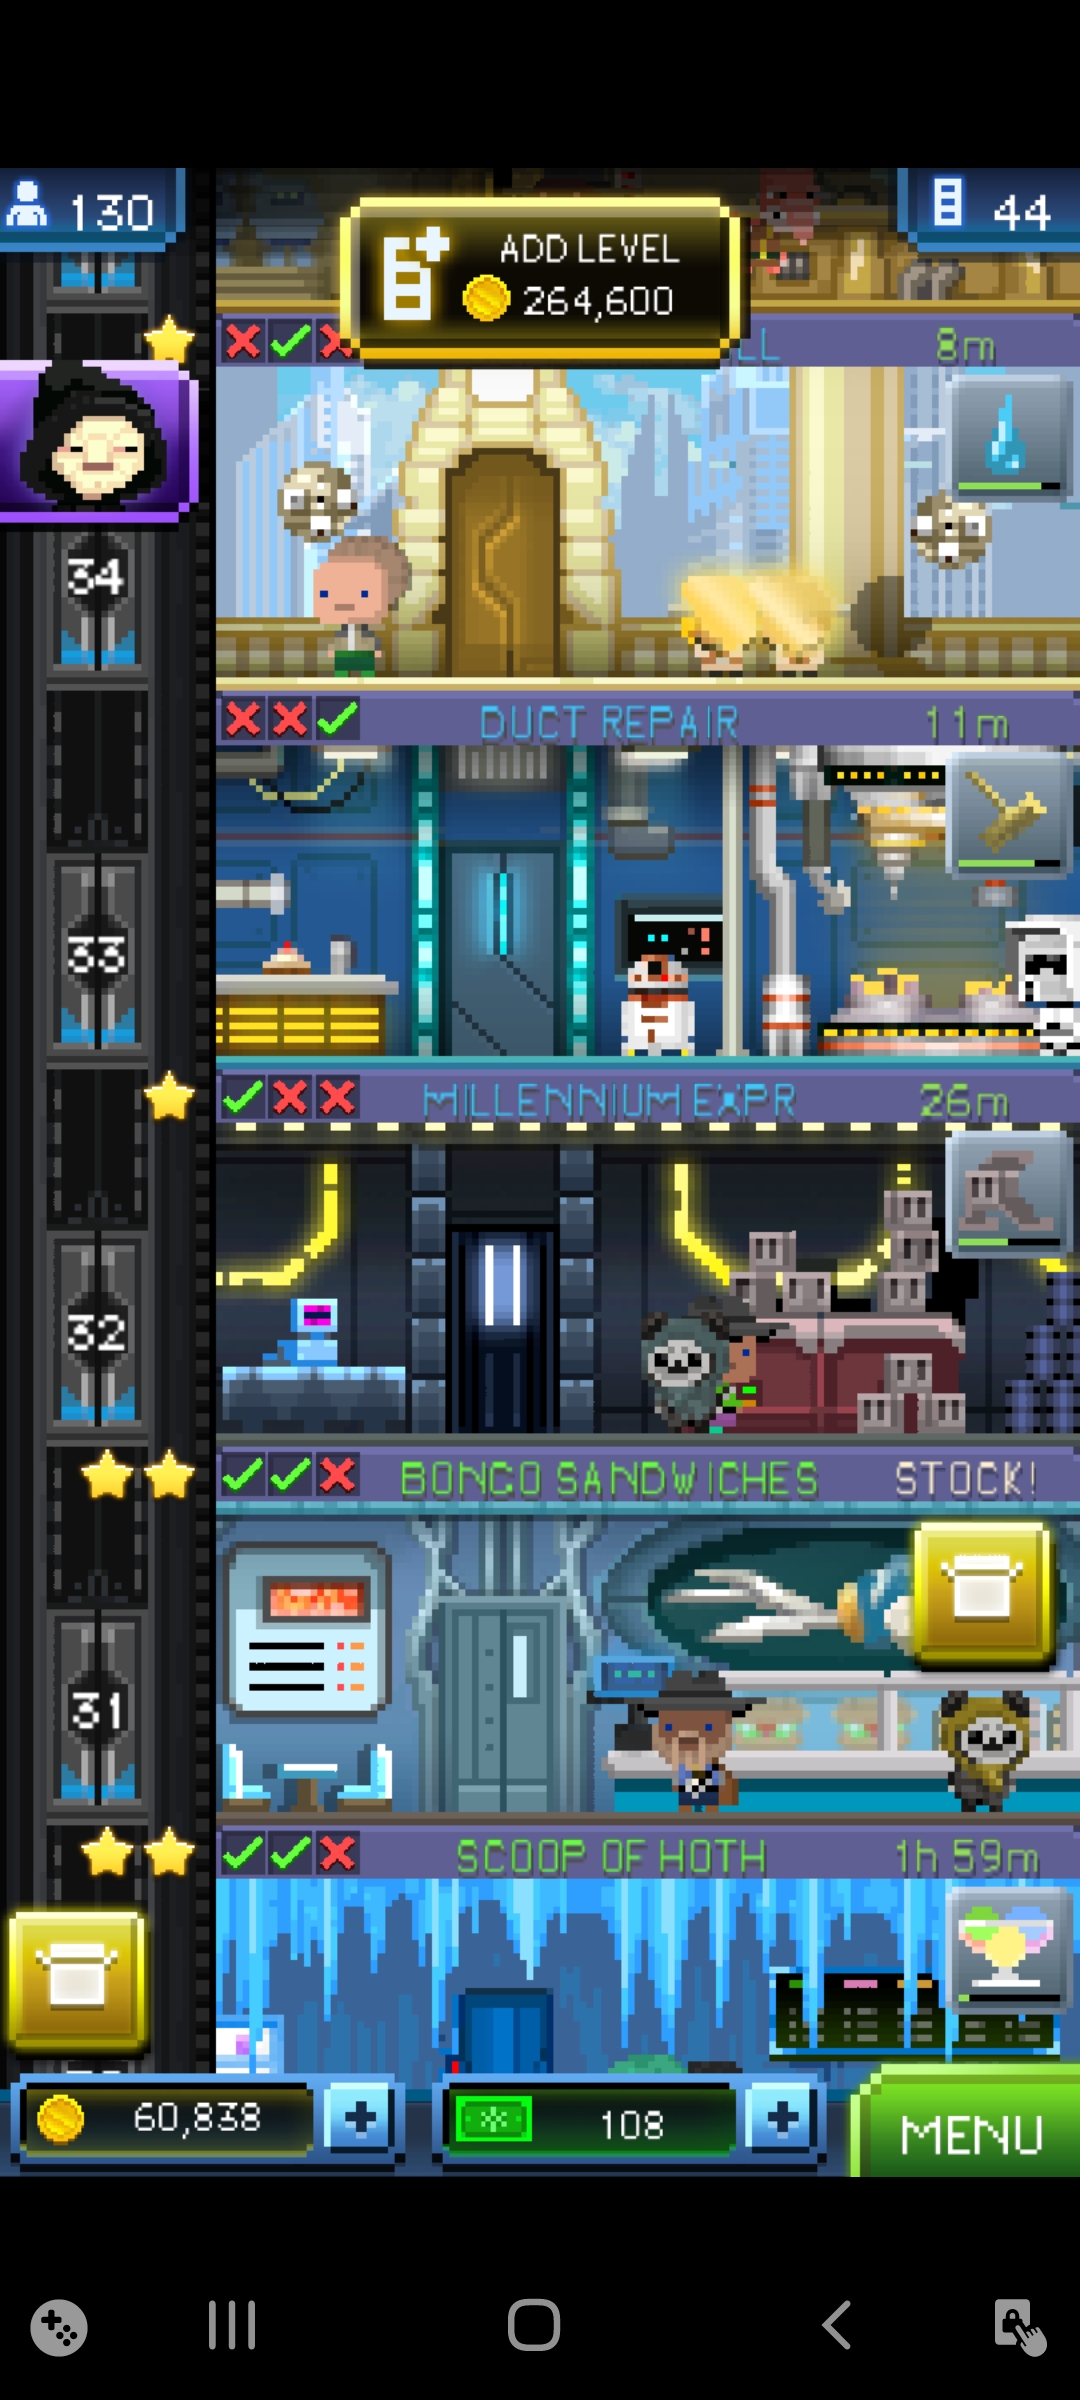 130
ADD LEVEL
264,600
44
LL
8m
34
DUCT REPAIR
11m
33
MILLENNIUM EXPR
26m
32
BONGO SANDWICHES
STOCK!
31
SCOOP OF HOTH
1h 59m
60,838
+
108
+
MENU